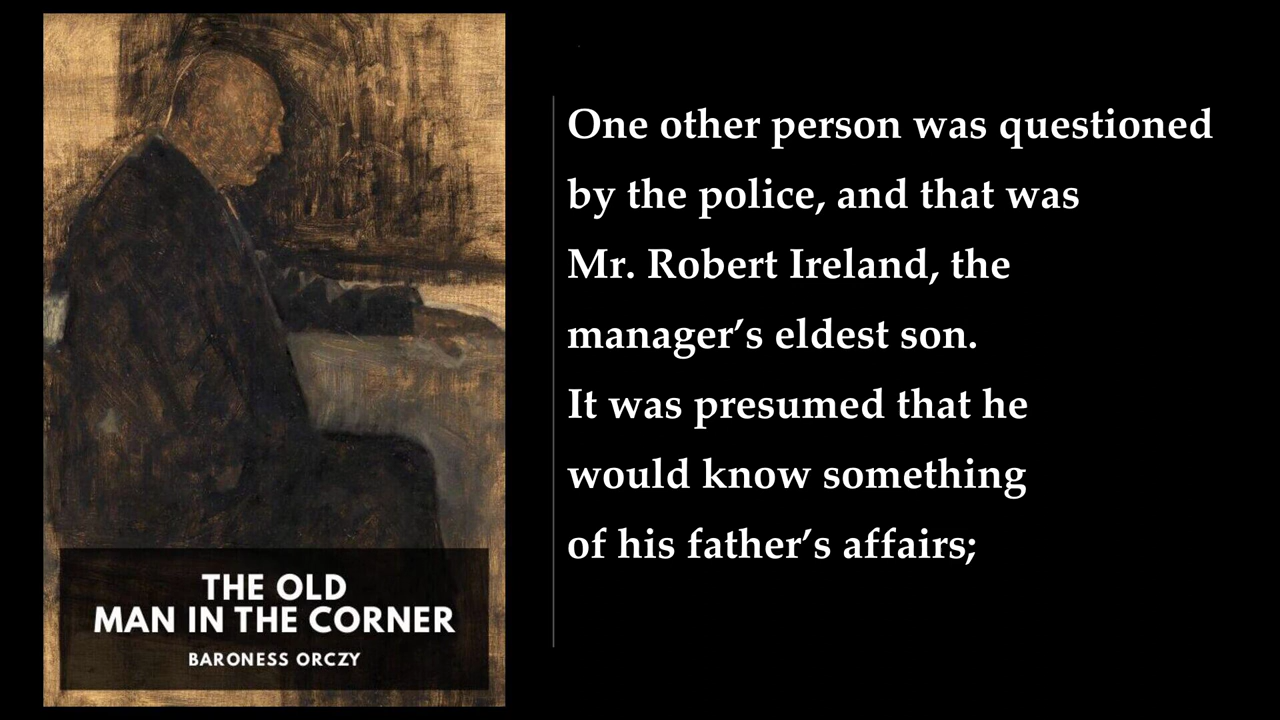 THE OLD
MAN IN THE CORNER
BARONESS ORCZY
One other person was questioned
by the police, and that was
Mr. Robert Ireland, the
manager’s eldest son.
It was presumed that he
would know something
of his father’s affairs;